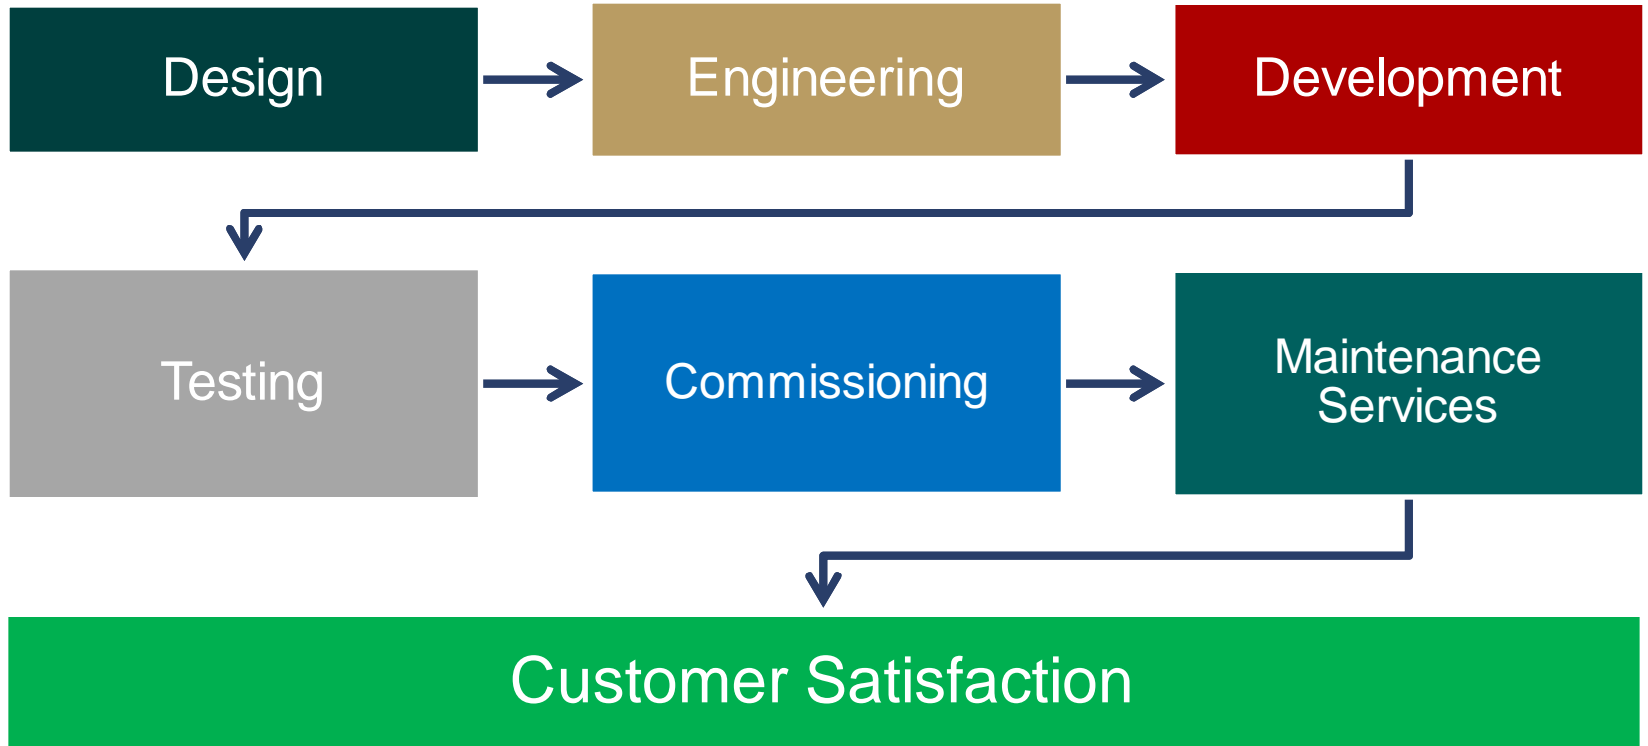 Design
Engineering
Development
Testing
Commissioning
Maintenance
Services
Customer Satisfaction